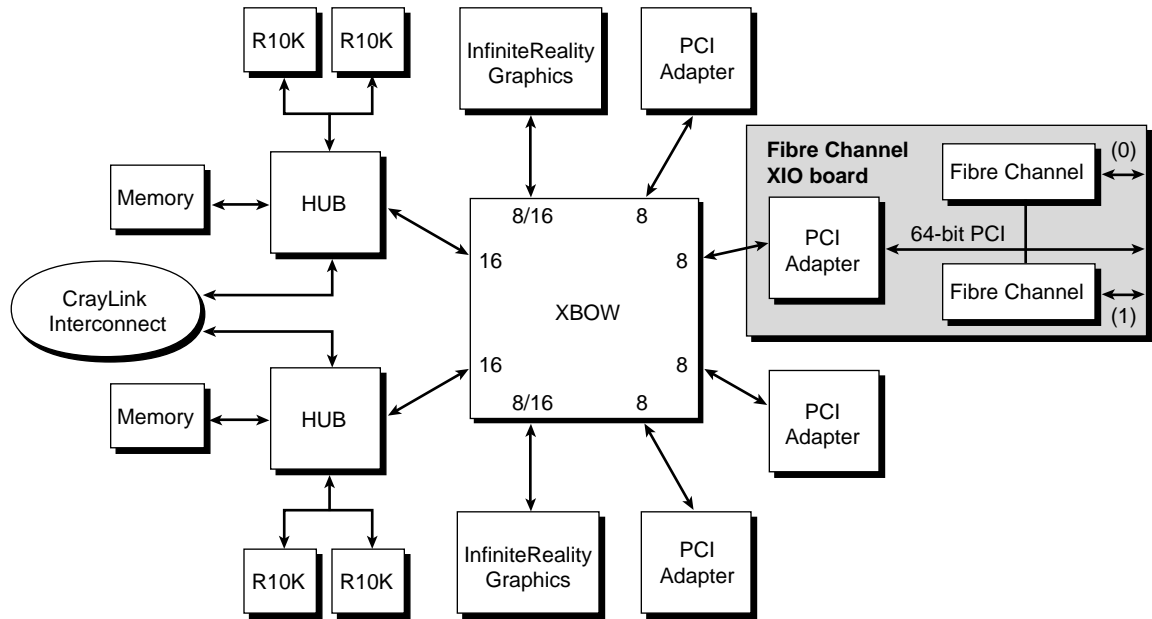 R10K
R10K
InfiniteReality
Graphics
PCI
Adapter
Fibre Channel
XIO board
Fibre Channel
(0)
Memory
HUB
8/16
8
16
8
PCI
Adapter
64-bit PCI
Fibre Channel
(1)
CrayLink
Interconnect
XBOW
16
8
8/16
8
Memory
HUB
PCI
Adapter
R10K
R10K
InfiniteReality
Graphics
PCI
Adapter